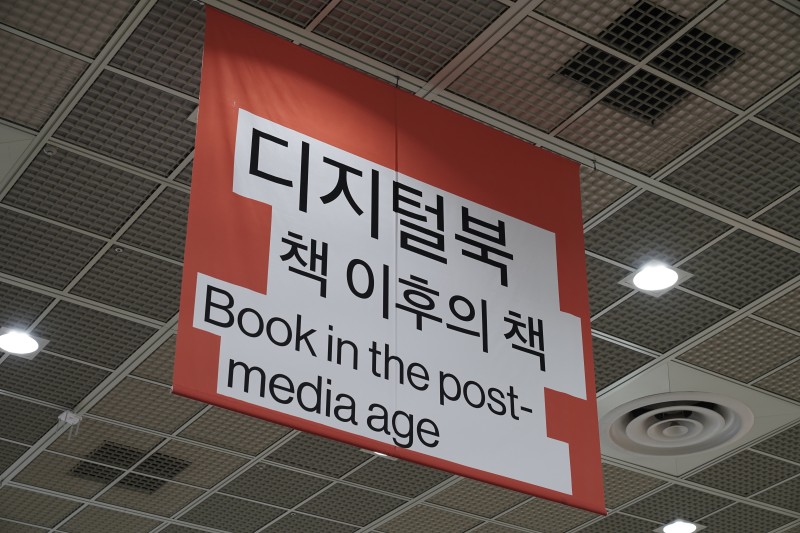 디지털북
책 이후의 책
Book in the post-
media age